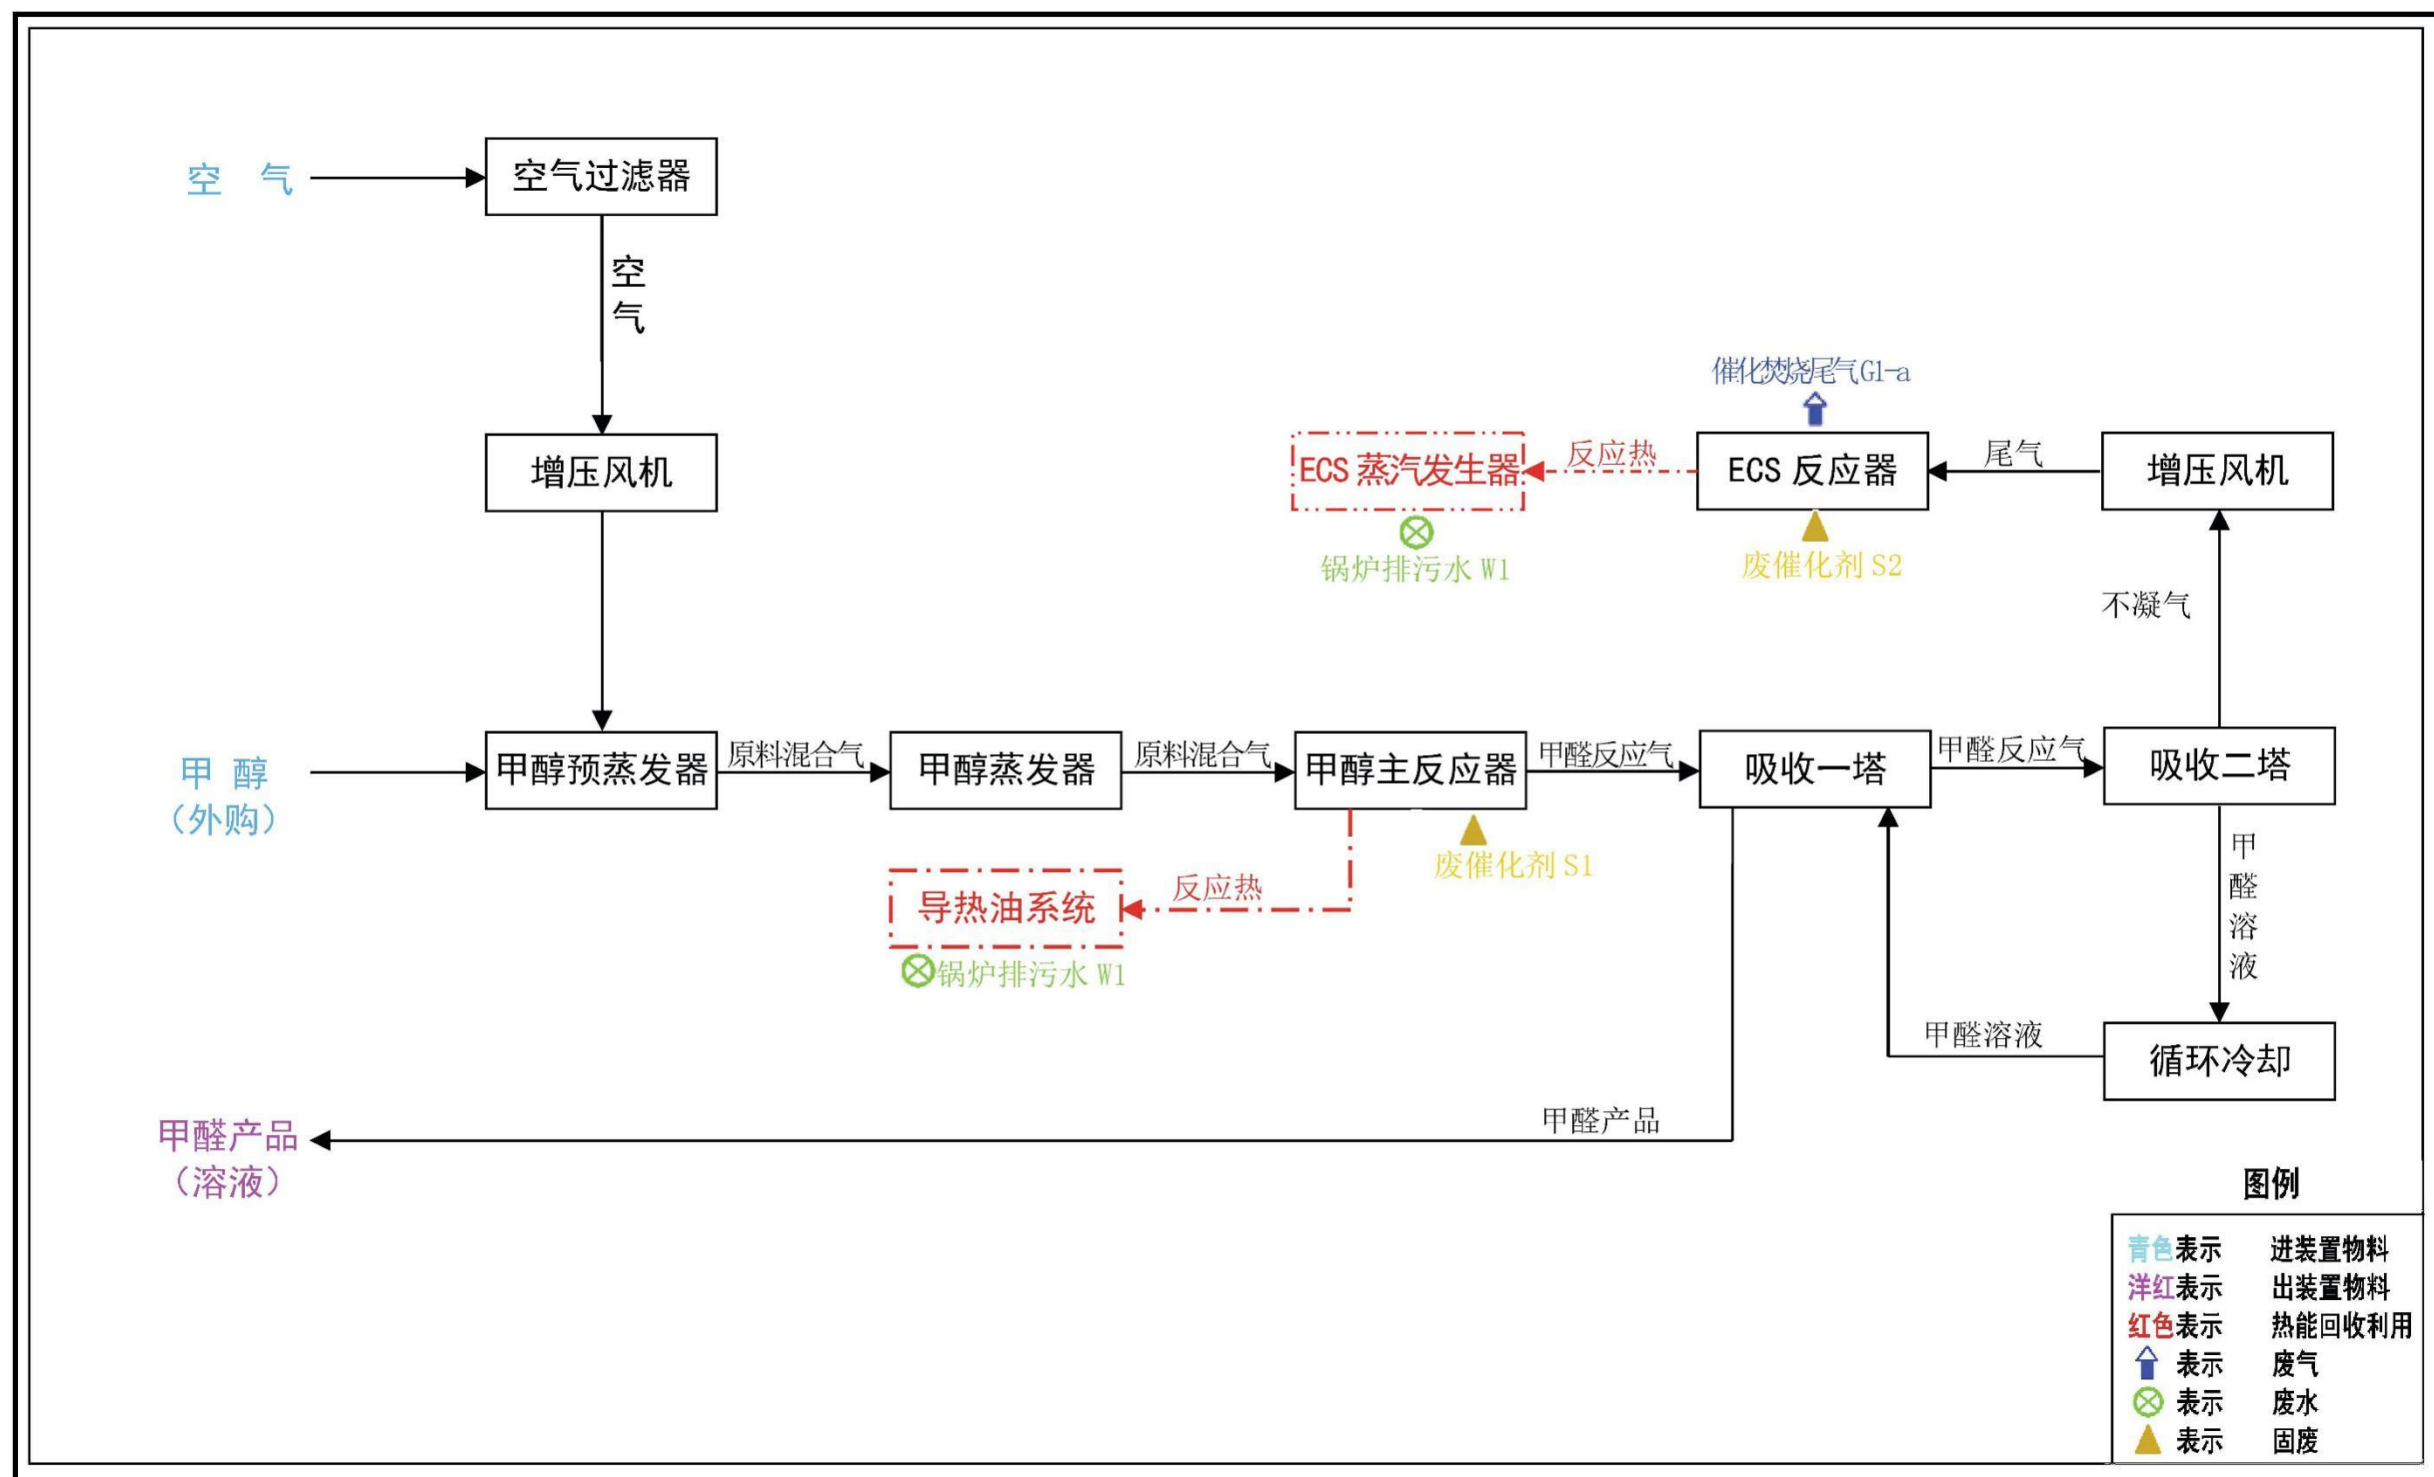 空 气
空气过滤器
空
气
增压风机
催化焚烧尾气G1-a
ECS 蒸汽发生器
反应热
ECS 反应器
尾气
增压风机
锅炉排污水 W1
废催化剂 S2
不凝气
甲 醇
（外购）
甲醇预蒸发器
原料混合气
甲醇蒸发器
原料混合气
甲醇主反应器
甲醛反应气
吸收一塔
甲醛反应气
吸收二塔
废催化剂 S1
导热油系统
反应热
锅炉排污水 W1
甲
醛
溶
液
甲醛溶液
循环冷却
甲醛产品
甲醛产品
（溶液）
图例
青色表示 进装置物料
洋红表示 出装置物料
红色表示 热能回收利用
表示 废气
表示 废水
表示 固废